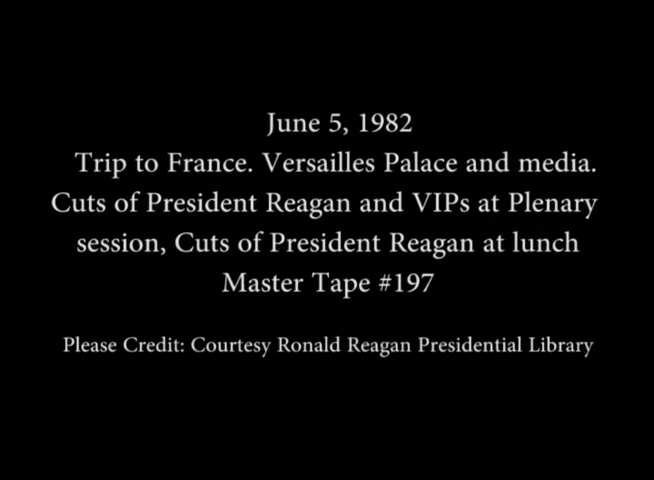 June 5, 1982
Trip to France. Versailles Palace and media.
Cuts of President Reagan and VIPs at Plenary
session, Cuts of President Reagan at lunch
Master Tape #197
Please Credit: Courtesy Ronald Reagan Presidential Library